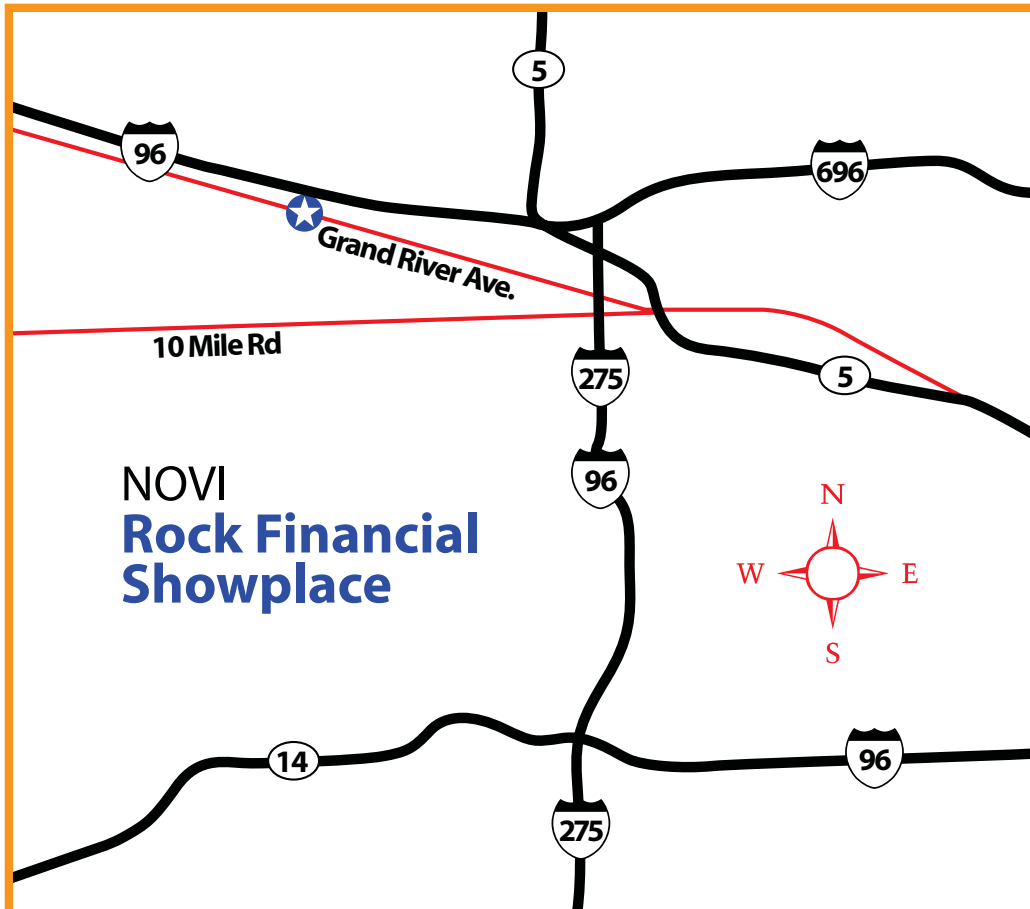 5
96
696
Grand River Ave.
10 Mile Rd
275
5
96
NOVI
Rock Financial
Showplace
N
W E
S
14
96
275